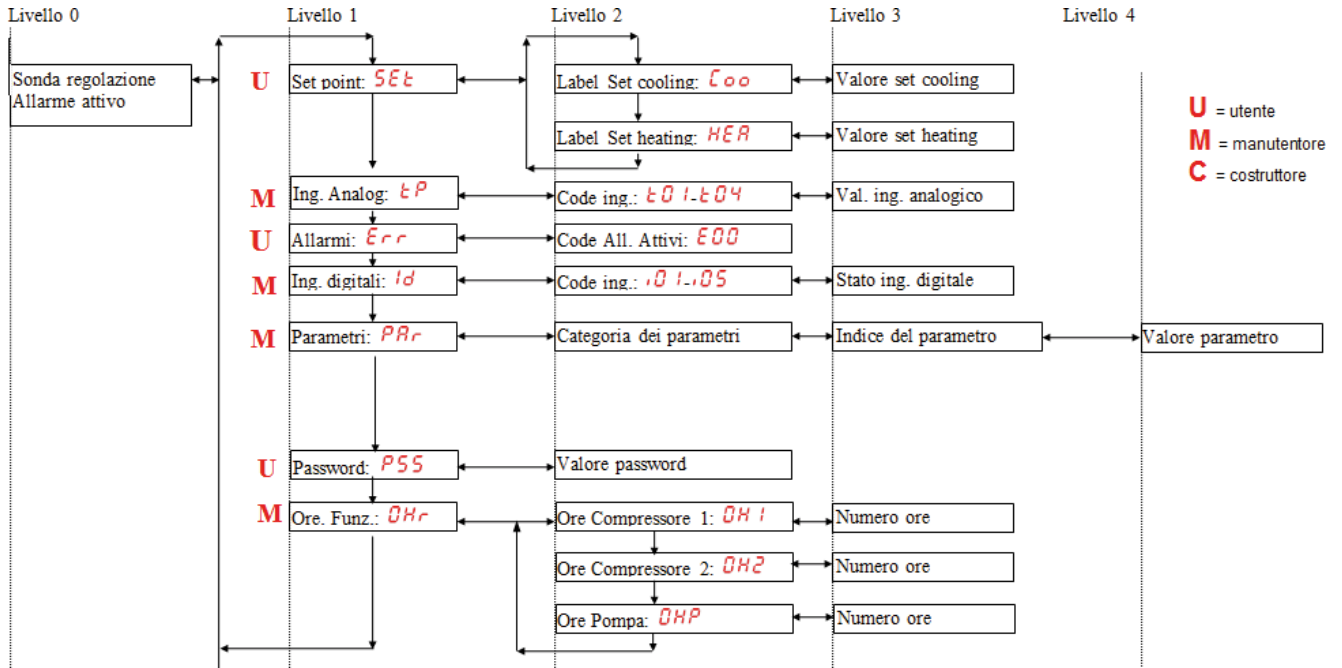 Livello 0 Livello 1 Livello 2 Livello 3 Livello 4
Sonda regolazione
Allarme attivo
U Set point: SEt Label Set cooling: Coo Valore set cooling
Label Set heating: HEA Valore set heating
U = utente
M = manutentore
C = costruttore
M Ing. Analog: tP Code ing.: t01-t04 Val. ing. analogico
U Allarmi: Err Code All. Attivi: E00
M Ing. digitali: Id Code ing.: i01-i05 Stato ing. digitale
M Parametri: PAr Categoria dei parametri Indice del parametro Valore parametro
U Password: PSS Valore password
M Ore. Funz.: OHr Ore Compressore 1: OH1 Numero ore
Ore Compressore 2: OH2 Numero ore
Ore Pompa: OHP Numero ore